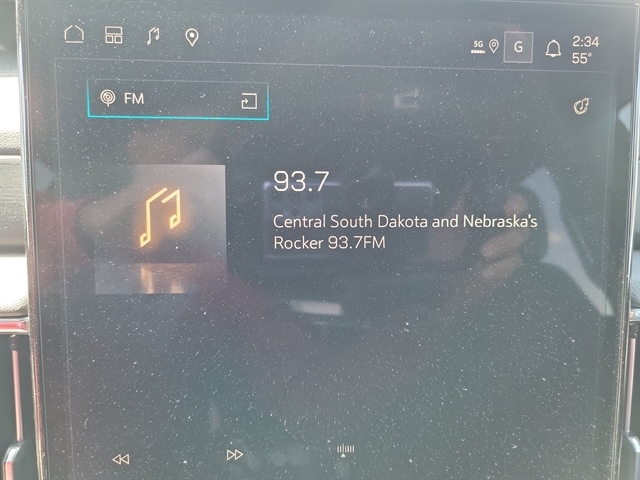 5G
G
2:34
55°
FM
93.7
Central South Dakota and Nebraska's
Rocker 93.7FM